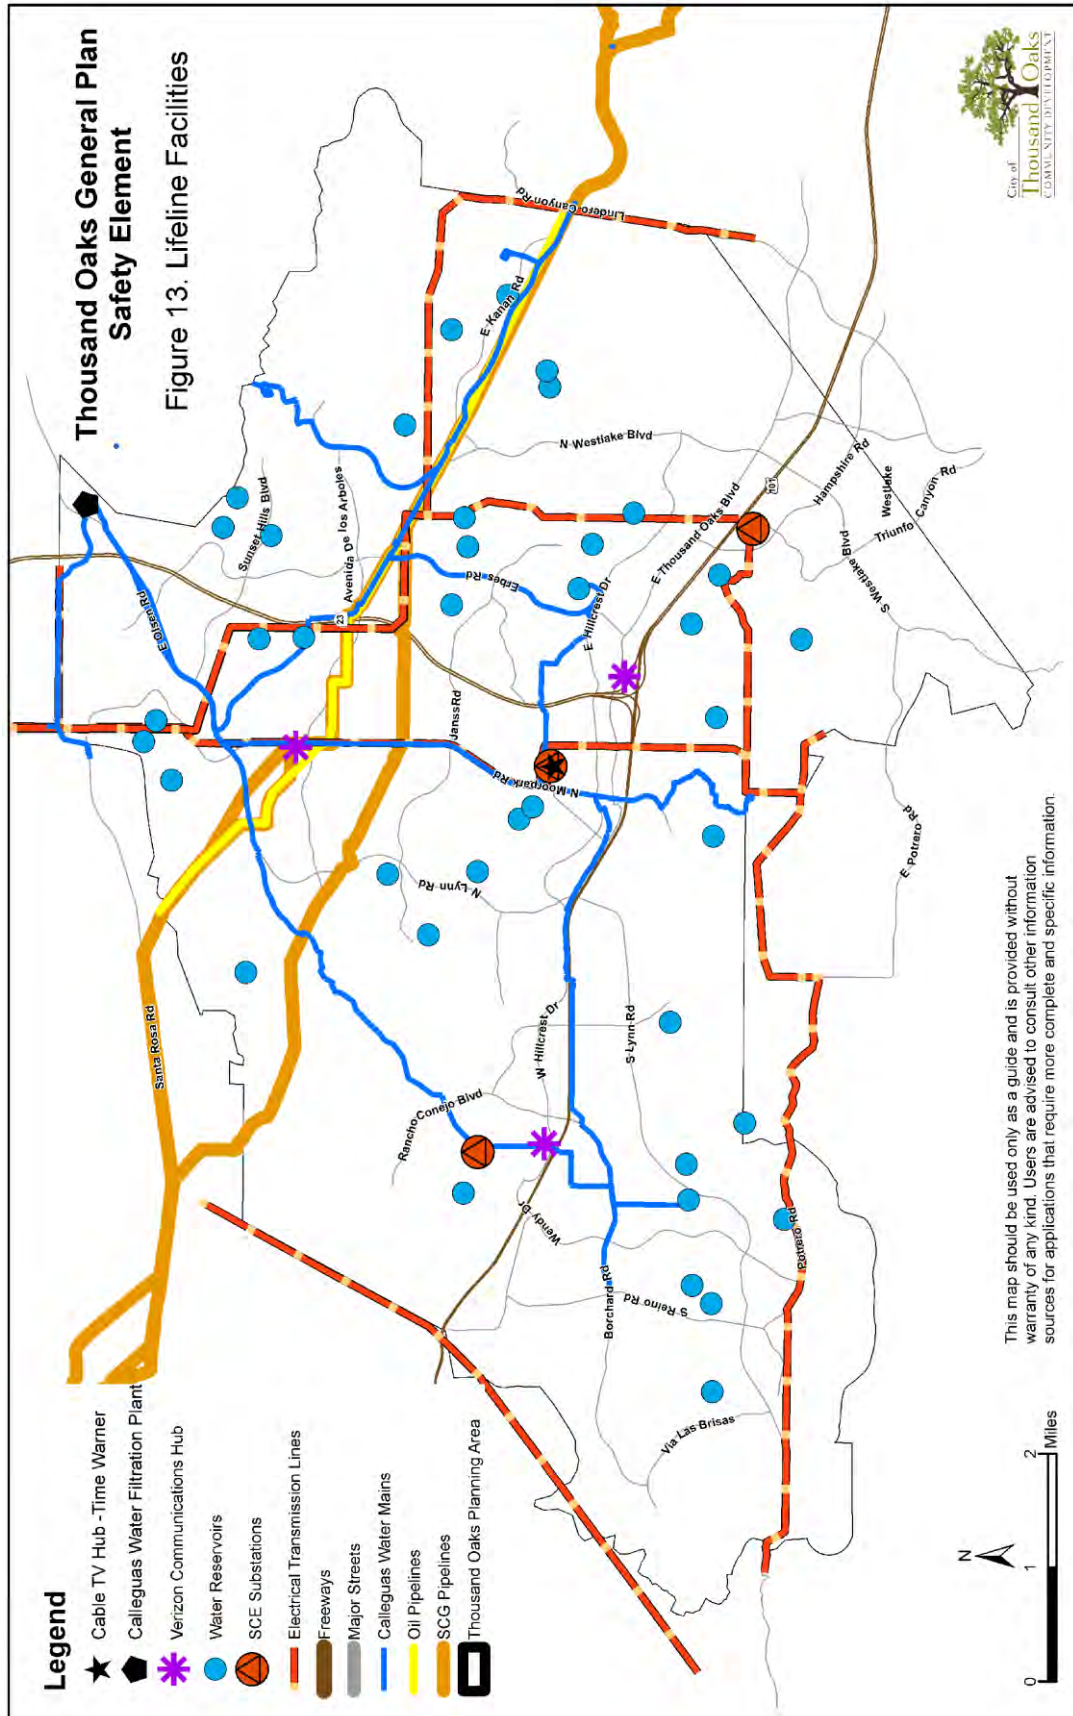 Thousand Oaks General Plan
Safety Element
Figure 13. Lifeline Facilities
City of
Thousand Oaks
COMMUNITY DEVELOPMENT
Legend
Cable TV Hub -Time Warner
Calleguas Water Filtration Plant
Verizon Communications Hub
Water Reservoirs
SCE Substations
Electrical Transmission Lines
Freeways
Major Streets
Calleguas Water Mains
Oil Pipelines
SCG Pipelines
Thousand Oaks Planning Area
Santa Rosa Rd
E Olsen Rd
Sunset Hills Blvd
Avenida De los Arboles
23
Erbes Rd
Janss Rd
N Moorpark Rd
N Lynn Rd
E Hillcrest Dr
E Thousand Oaks Blvd
N Westlake Blvd
E Kanan Rd
Lindero Canyon Rd
101
Hampshire Rd
Westlake
Triunfo Canyon Rd
S Westlake Blvd
E Potrero Rd
Rancho Conejo Blvd
W Hillcrest Dr
S Lynn Rd
Wendy Dr
Borchard Rd
S Reino Rd
Via Las Brisas
Potrero Rd
N
0 1 2
Miles
This map should be used only as a guide and is provided without
warranty of any kind. Users are advised to consult other information
sources for applications that require more complete and specific information.